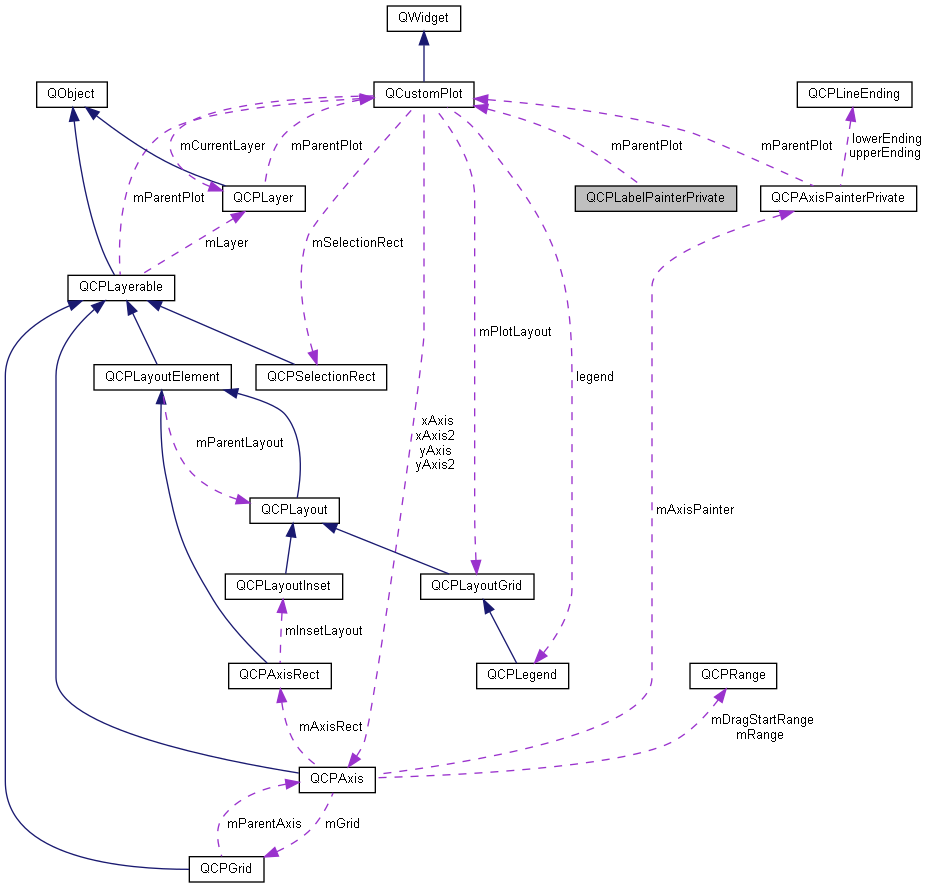 QWidget
QObject
QCustomPlot
QCPLineEnding
mCurrentLayer
mParentPlot
mParentPlot
mParentPlot
lowerEnding
upperEnding
mParentPlot
QCPLayer
QCPLabelPainterPrivate
QCPAxisPainterPrivate
mLayer
mSelectionRect
QCPLayerable
mPlotLayout
QCPLayoutElement
QCPSelectionRect
legend
xAxis
xAxis2
yAxis
yAxis2
mParentLayout
QCPLayout
mAxisPainter
QCPLayoutInset
QCPLayoutGrid
mInsetLayout
QCPAxisRect
QCPLegend
QCPRange
mAxisRect
mDragStartRange
mRange
QCPAxis
mParentAxis
mGrid
QCPGrid